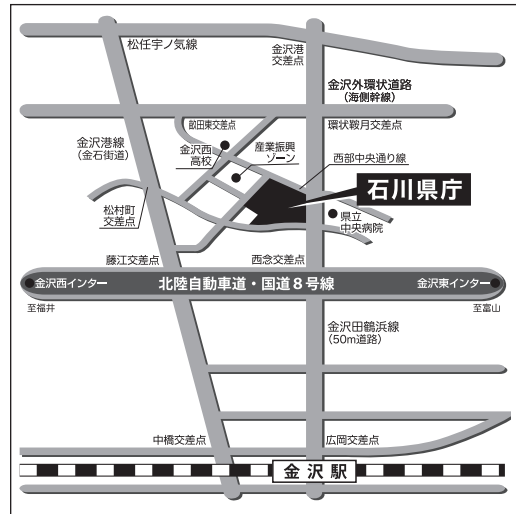 松任宇ノ気線
金沢港
交差点
金沢外環状道路
(海側幹線)
畝田東交差点
環状鞍月交差点
金沢港線
(金石街道)
金沢西
高校
産業振興
ゾーン
西部中央通り線
石川県庁
松村町
交差点
県立
中央病院
藤江交差点
西念交差点
金沢西インター
北陸自動車道・国道8号線
金沢東インター
至福井
至富山
金沢田鶴浜線
(50m道路)
中橋交差点
広岡交差点
金沢駅